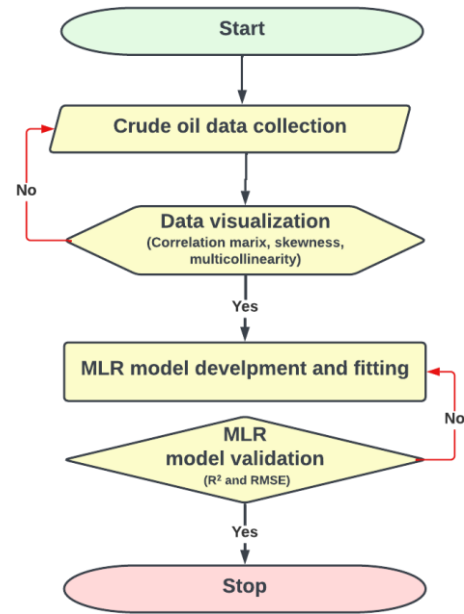 Start
Crude oil data collection
No
Data visualization
(Correlation marix, skewness,
multicollinearity)
Yes
MLR model develpment and fitting
No
MLR
model validation
(R² and RMSE)
Yes
Stop